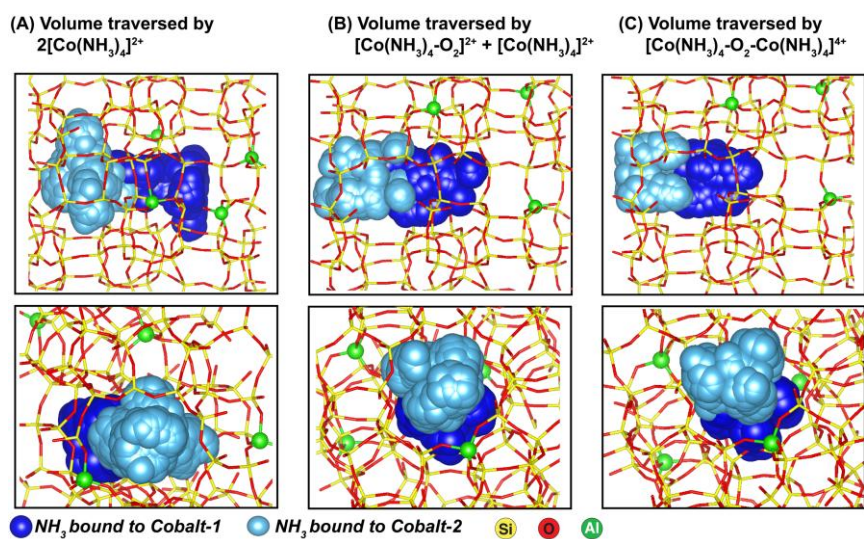 (A) Volume traversed by
2[Co(NH₃)₄]²⁺
(B) Volume traversed by
[Co(NH₃)₄-O₂]²⁺ + [Co(NH₃)₄]²⁺
(C) Volume traversed by
[Co(NH₃)₄-O₂-Co(NH₃)₄]⁴⁺
NH₃ bound to Cobalt-1 NH₃ bound to Cobalt-2 Si O Al